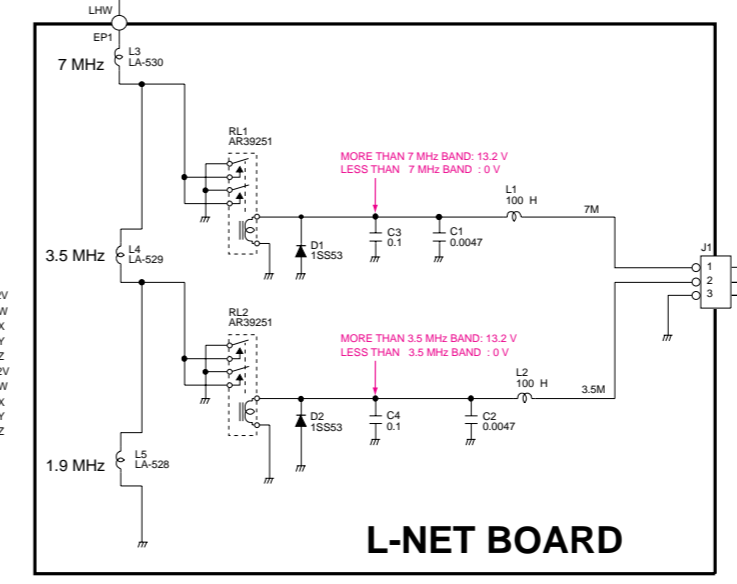 LHW
EP1
L3
LA-530
7 MHz
RL1
AR39251
MORE THAN 7 MHz BAND: 13.2 V
LESS THAN 7 MHz BAND : 0 V
L1
100 H
7M
C3
0.1
C1
0.0047
D1
1SS53
J1
1
2
3
3.5 MHz
L4
LA-529
RL2
AR39251
MORE THAN 3.5 MHz BAND: 13.2 V
LESS THAN 3.5 MHz BAND : 0 V
L2
100 H
3.5M
D2
1SS53
C4
0.1
C2
0.0047
V
W
X
Y
Z
2V
W
X
Y
Z
1.9 MHz
L5
LA-528
L-NET BOARD